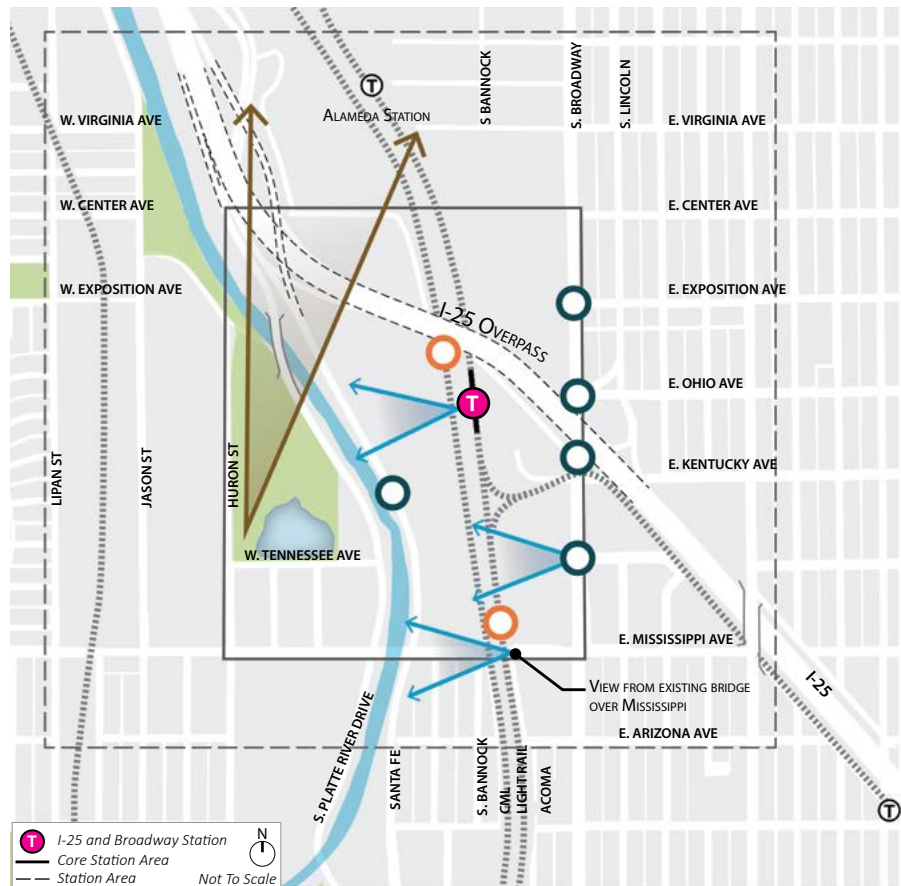 S BANNOCK
S. BROADWAY
S. LINCOLN
T
ALAMEDA STATION
W. VIRGINIA AVE
E. VIRGINIA AVE
W. CENTER AVE
E. CENTER AVE
W. EXPOSITION AVE
E. EXPOSITION AVE
I-25 OVERPASS
E. OHIO AVE
T
LIPAN ST
JASON ST
HURON ST
E. KENTUCKY AVE
W. TENNESSEE AVE
E. MISSISSIPPI AVE
VIEW FROM EXISTING BRIDGE
OVER MISSISSIPPI
I-25
E. ARIZONA AVE
S. PLATTE RIVER DRIVE
SANTA FE
S. BANNOCK
CML
LIGHT RAIL
ACOMA
T
T I-25 and Broadway Station
Core Station Area
Station Area
N
Not To Scale